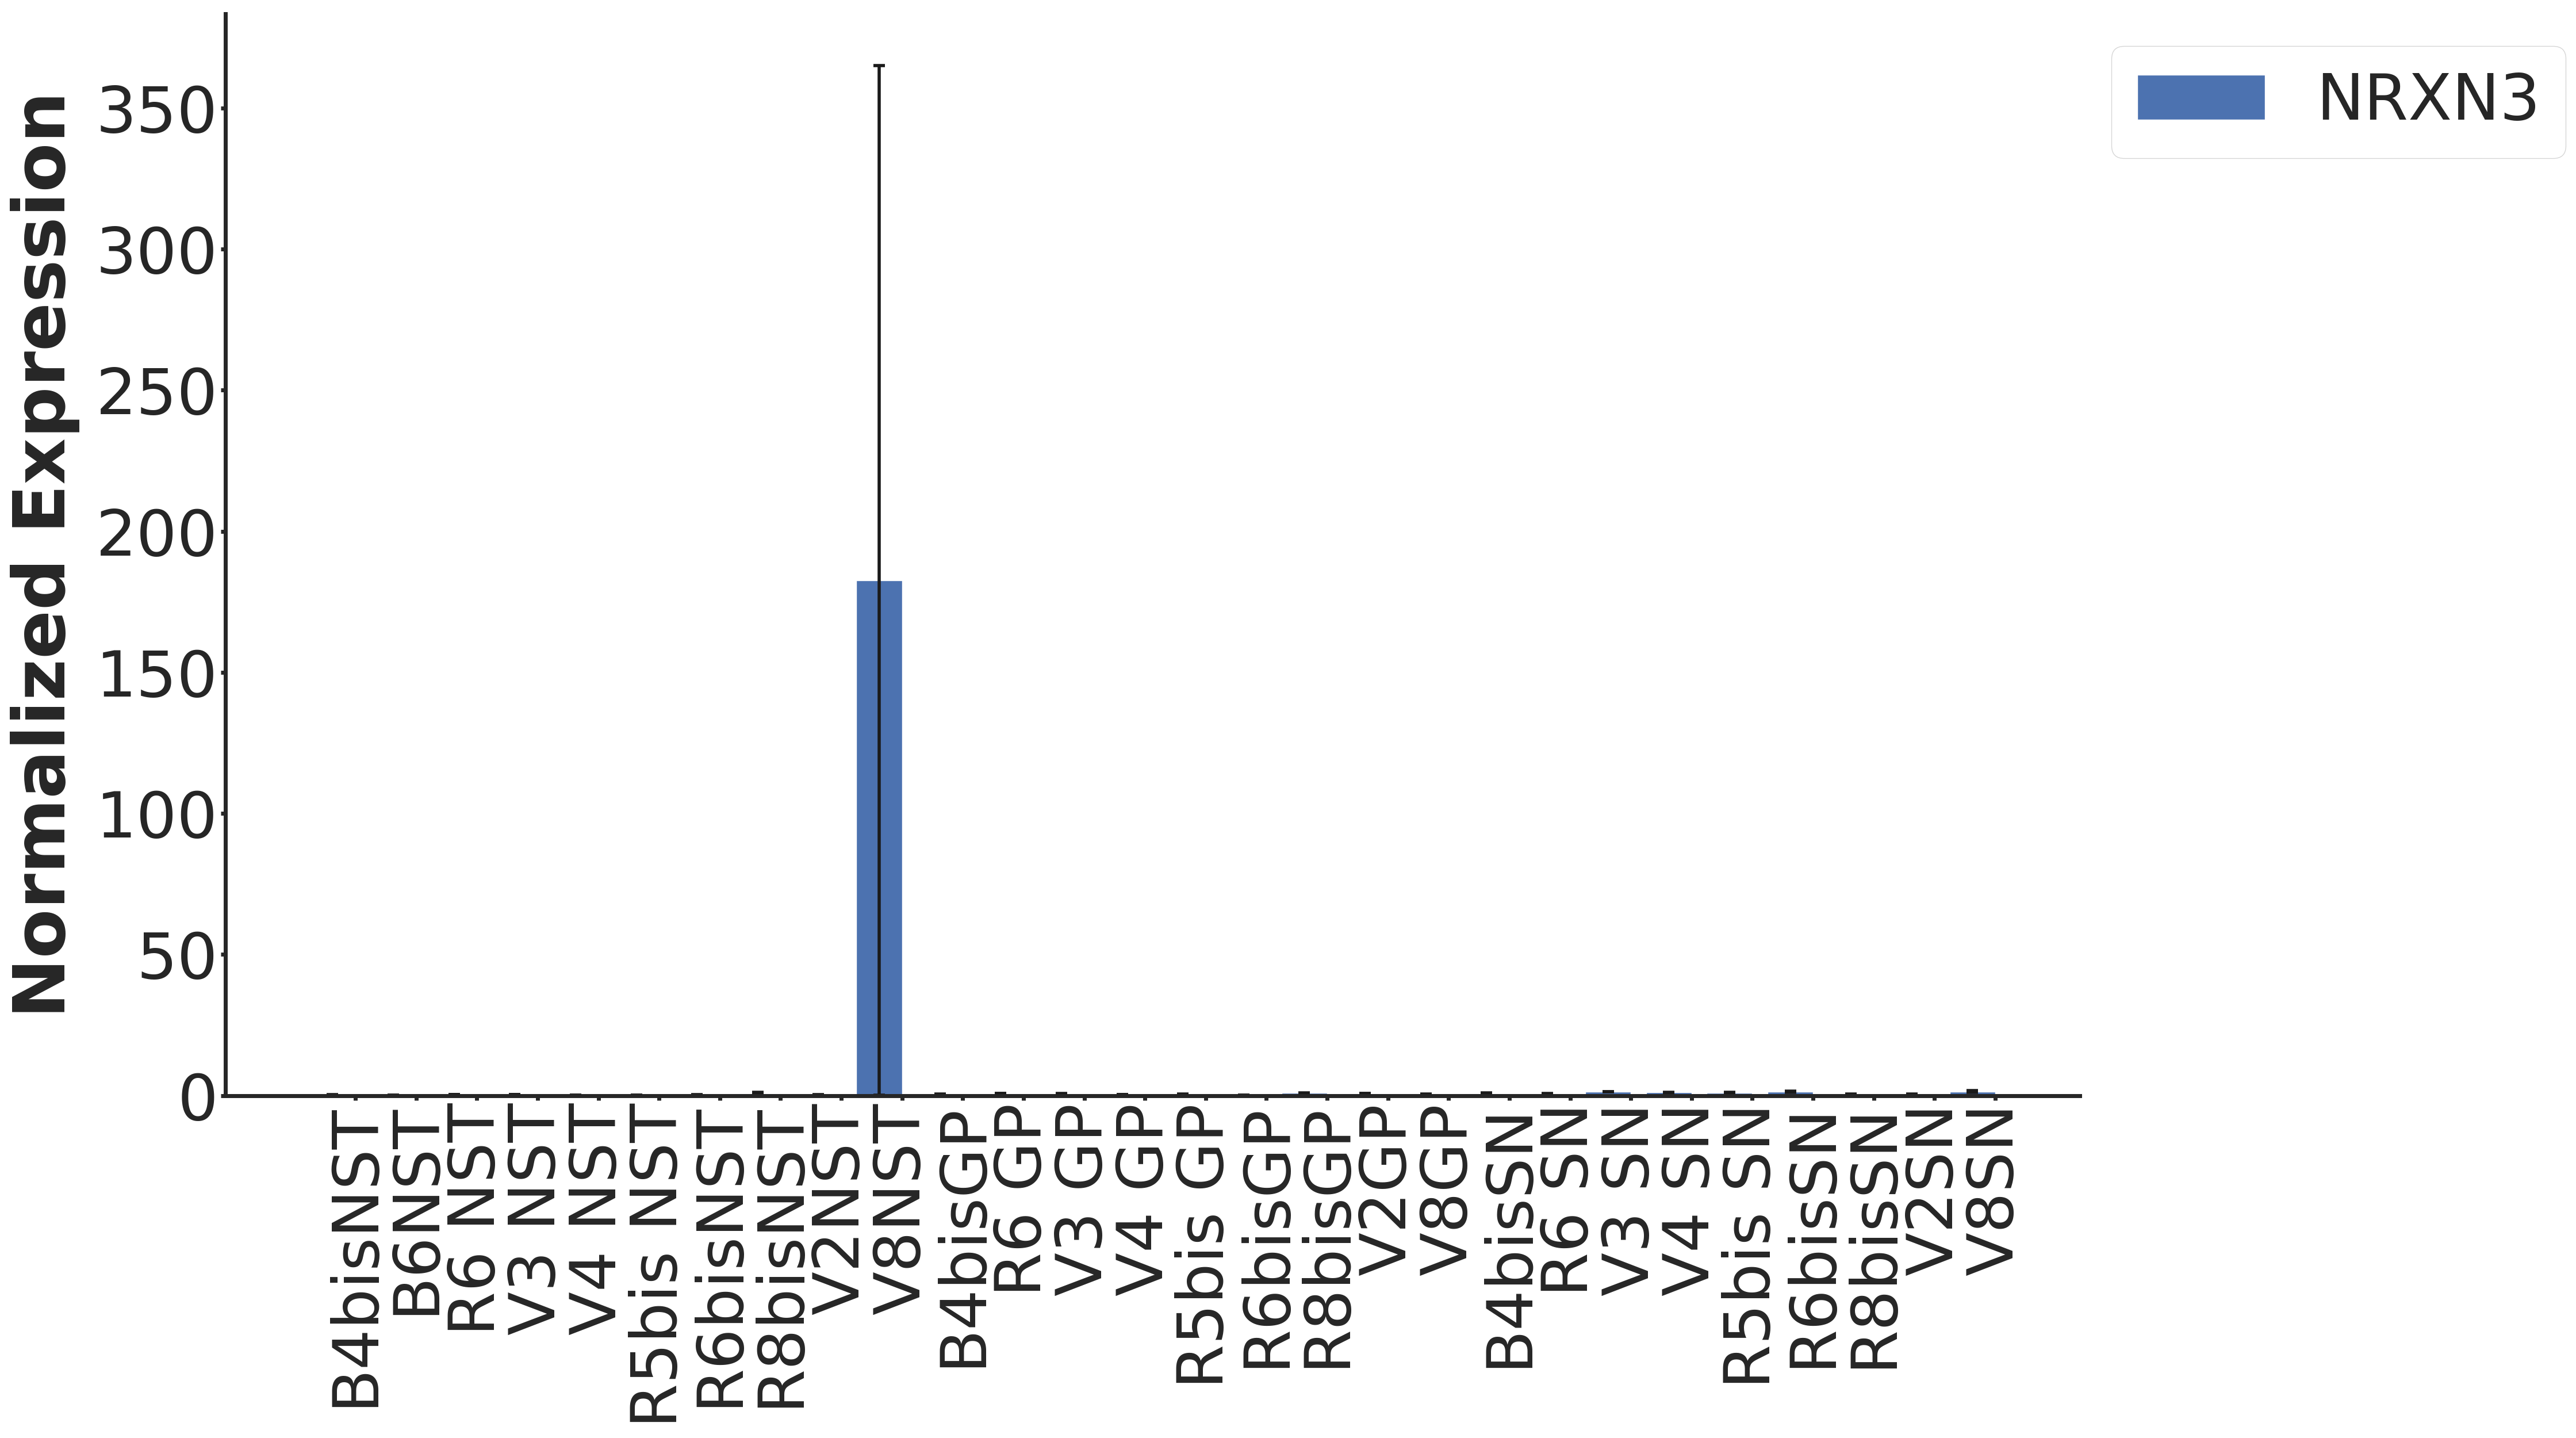 Normalized Expression
350
300
250
200
150
100
50
0
B4bisNST
B6NST
R6 NST
V3 NST
V4 NST
R5bis NST
R6bisNST
R8bisNST
V2NST
V8NST
B4bisGP
R6 GP
V3 GP
V4 GP
R5bis GP
R6bisGP
R8bisGP
V2GP
V8GP
B4bisSN
R6 SN
V3 SN
V4 SN
R5bis SN
R6bisSN
R8bisSN
V2SN
V8SN
NRXN3